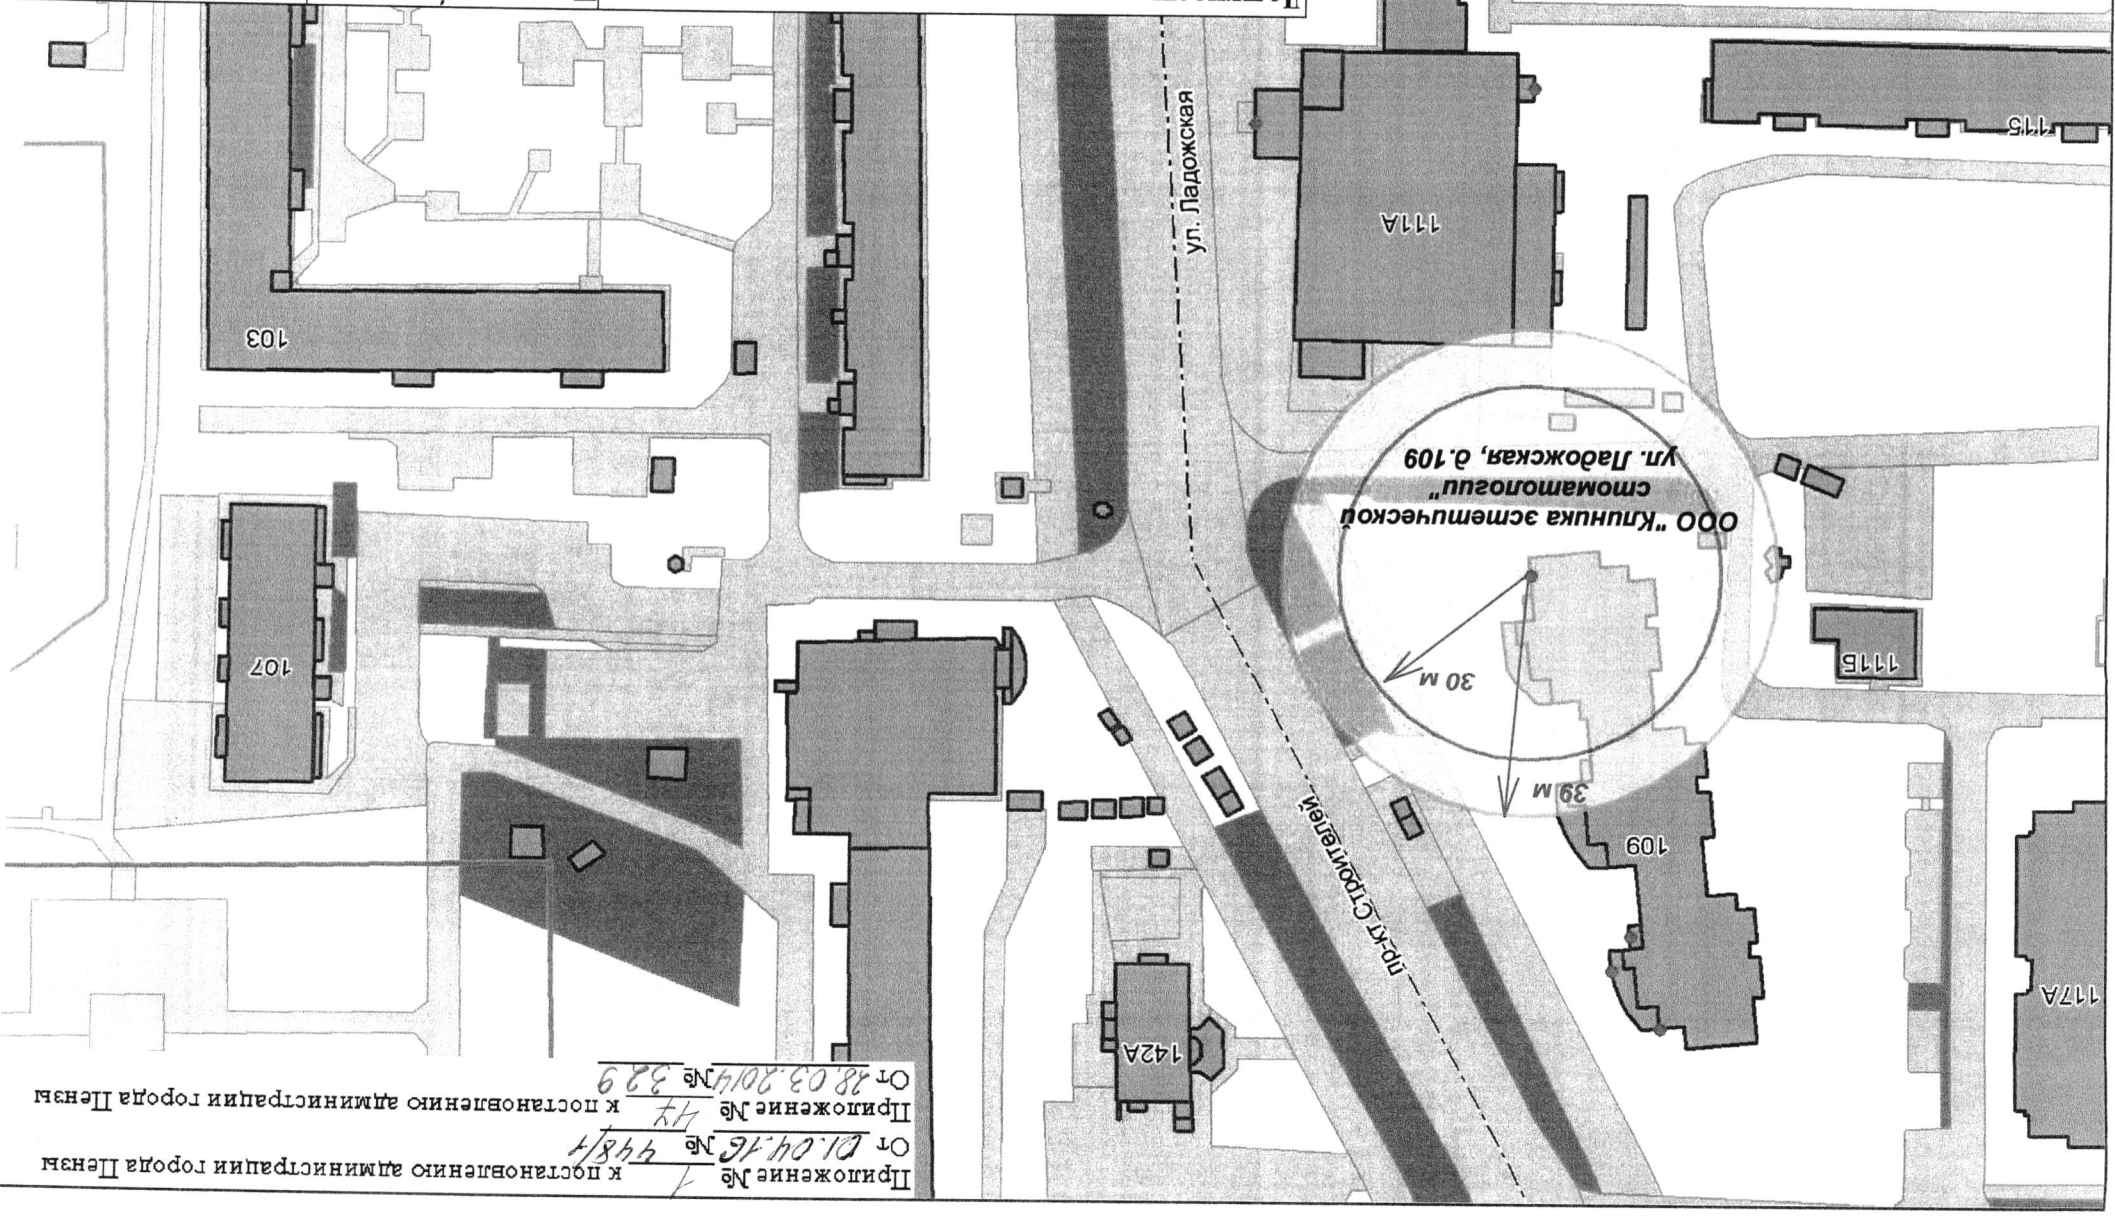 Приложение № 1 к постановлению администрации города Пензы
От 01.04.16 № 448/1
Приложение № 47 к постановлению администрации города Пензы
От 28.03.2014 № 329
117А
142А
пр-кт Строителей
109
39 м
30 м
111Б
107
ООО "Клиника эстетической
стоматологии"
ул. Ладожская, д.109
103
111А
ул. Ладожская
115